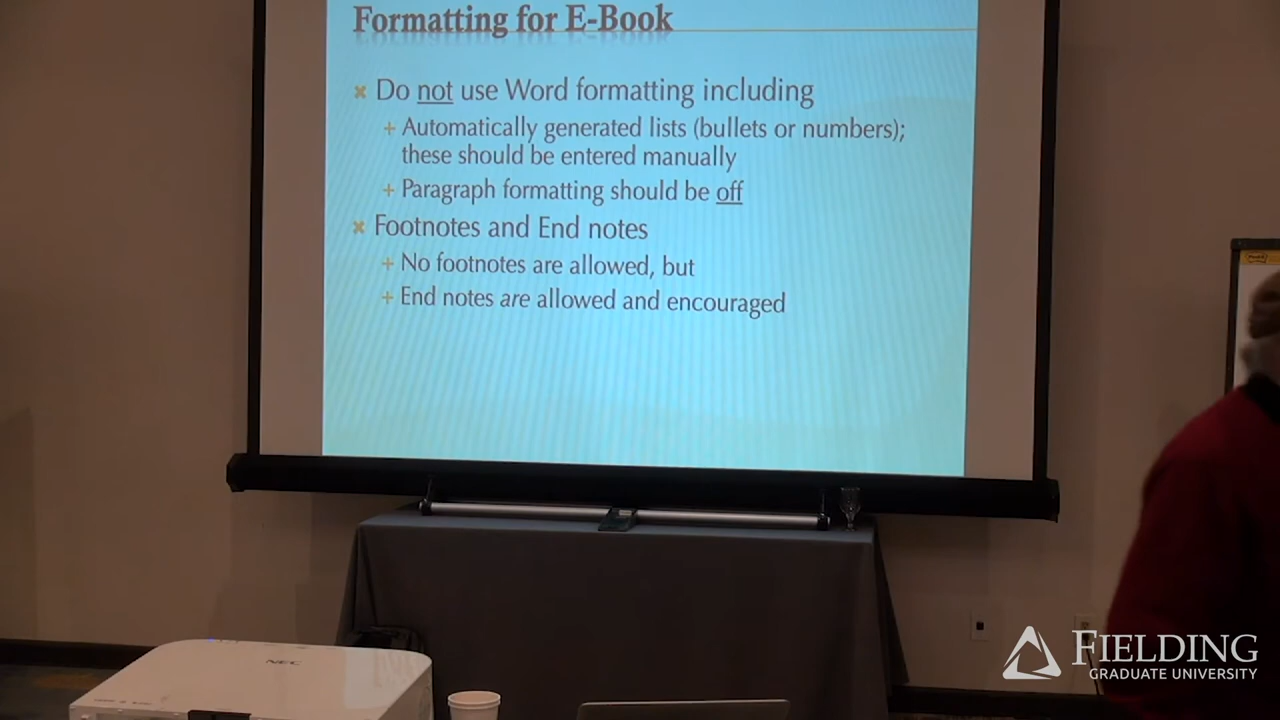 Formatting for E-Book
Do not use Word formatting including
Automatically generated lists (bullets or numbers);
these should be entered manually
Paragraph formatting should be off
Footnotes and End notes
No footnotes are allowed, but
End notes are allowed and encouraged
NEC
FIELDING
GRADUATE UNIVERSITY